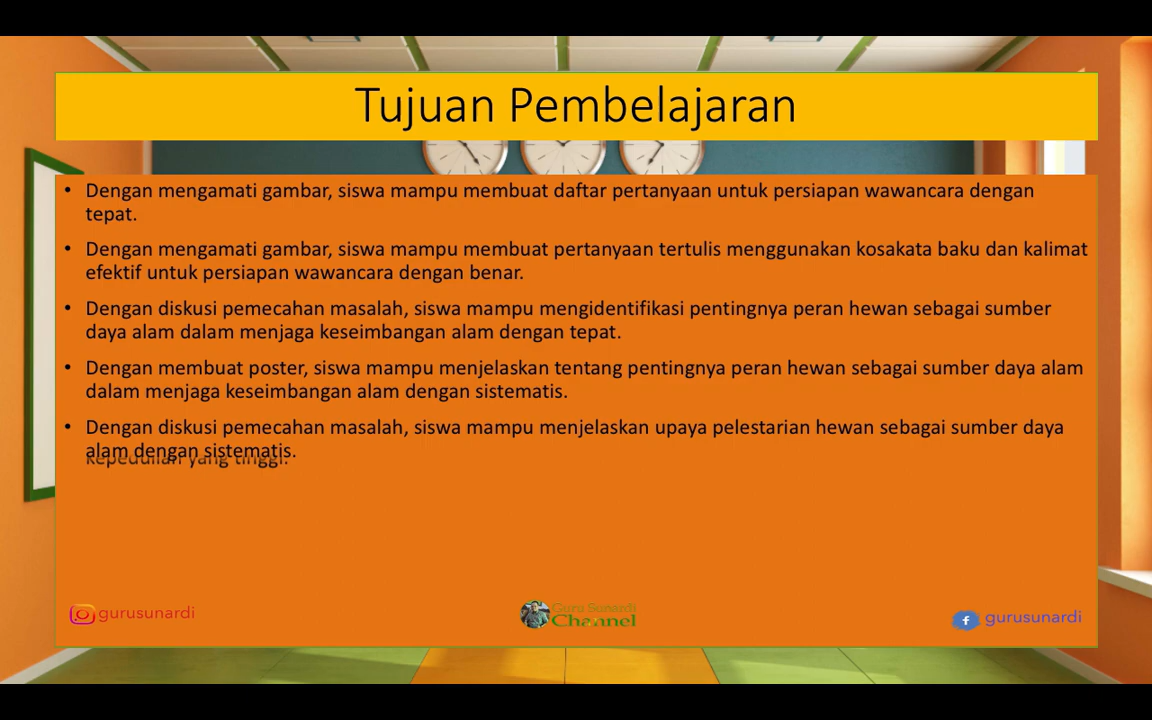 Tujuan Pembelajaran
• Dengan mengamati gambar, siswa mampu membuat daftar pertanyaan untuk persiapan wawancara dengan
tepat.
• Dengan mengamati gambar, siswa mampu membuat pertanyaan tertulis menggunakan kosakata baku dan kalimat
efektif untuk persiapan wawancara dengan benar.
• Dengan diskusi pemecahan masalah, siswa mampu mengidentifikasi pentingnya peran hewan sebagai sumber
daya alam dalam menjaga keseimbangan alam dengan tepat.
• Dengan membuat poster, siswa mampu menjelaskan tentang pentingnya peran hewan sebagai sumber daya alam
dalam menjaga keseimbangan alam dengan sistematis.
• Dengan diskusi pemecahan masalah, siswa mampu menjelaskan upaya pelestarian hewan sebagai sumber daya
alam dengan sistematis.
kepedulian yang tinggi.
gurusunardi
Guru Sunardi
Channel
gurusunardi